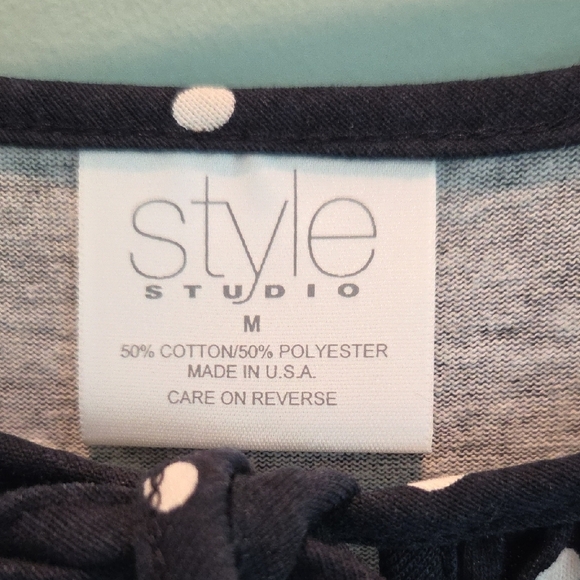 style
STUDIO
M
50% COTTON/50% POLYESTER
MADE IN U.S.A.
CARE ON REVERSE